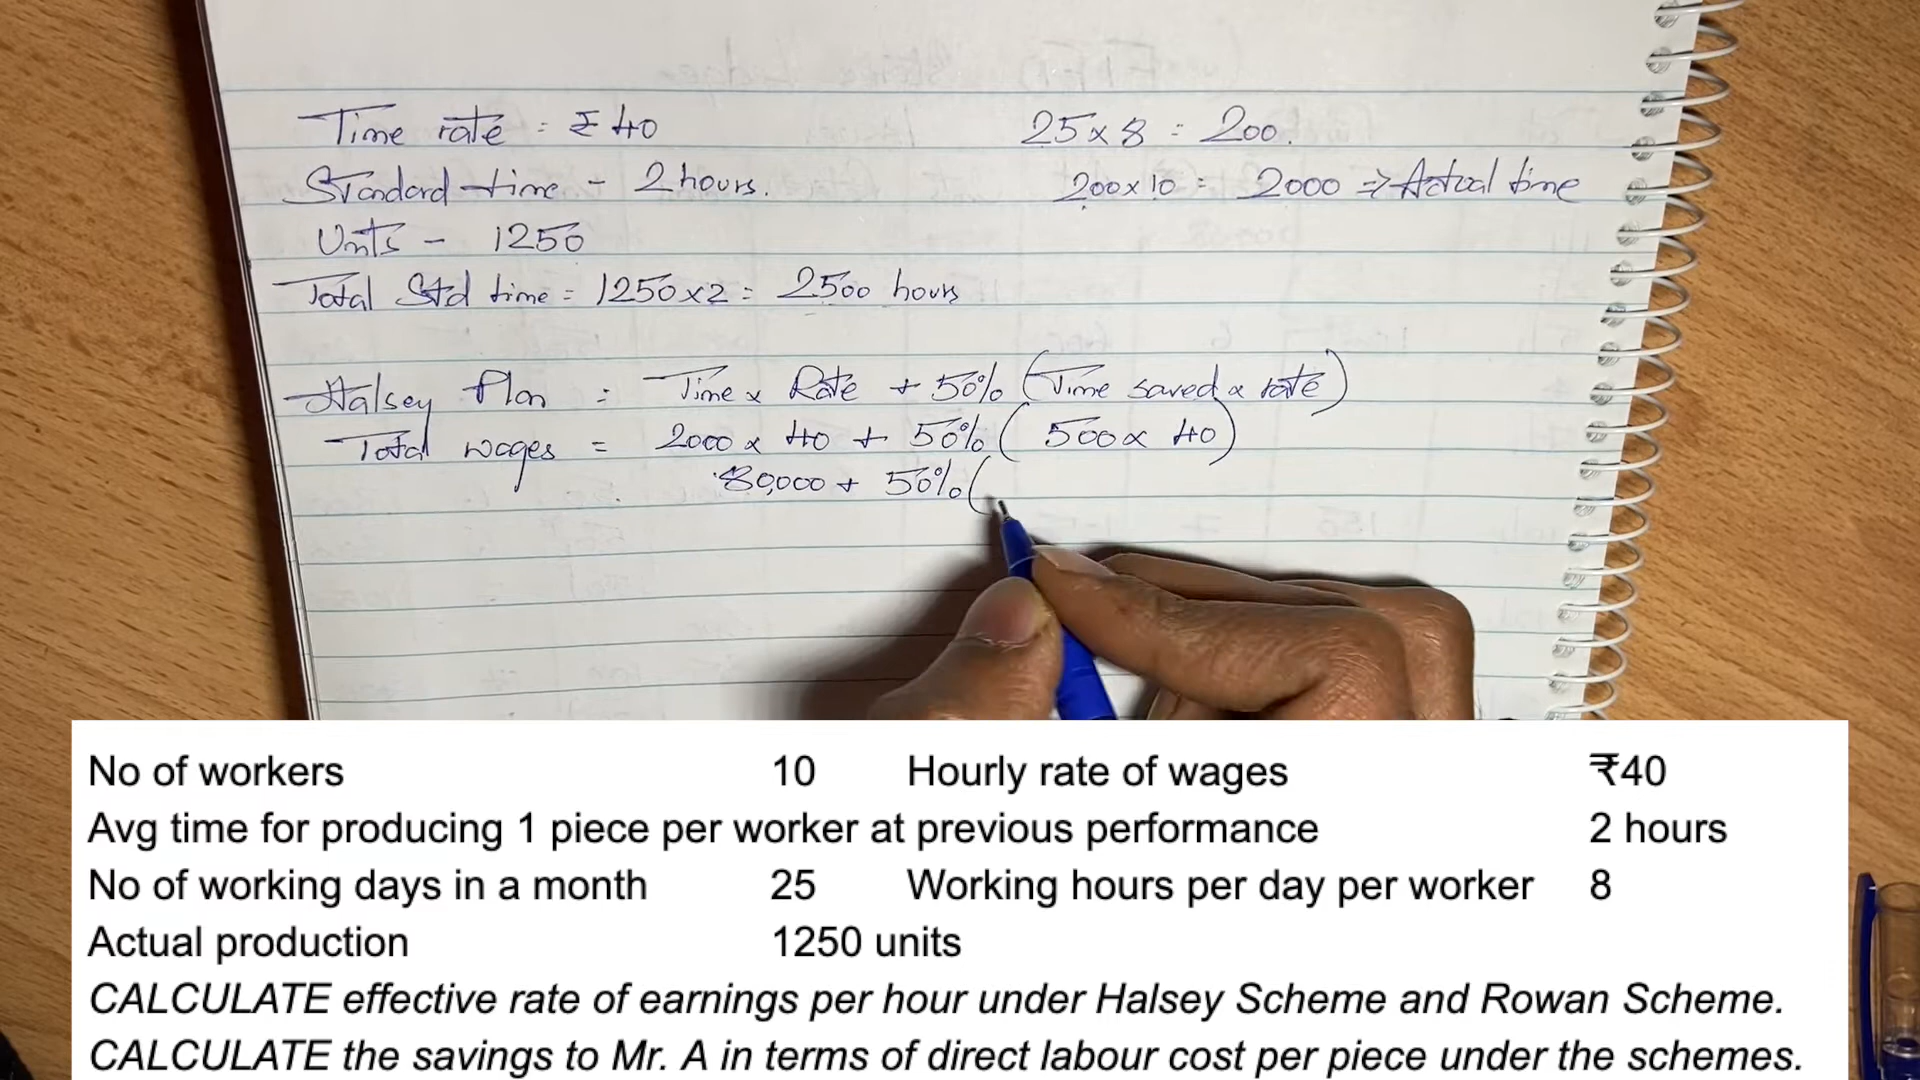 Time rate = ₹ 40
25 x 8 = 200.
Standard time - 2 hours.
200 x 10 = 2000 => Actual time
Units - 1250
Total Std time = 1250 x 2 = 2500 hours
Halsey Plan = Time x Rate + 50% (Time saved x rate)
Total wages = 2000 x 40 + 50% (500 x 40)
80,000 + 50% (
No of workers 10 Hourly rate of wages ₹40
Avg time for producing 1 piece per worker at previous performance 2 hours
No of working days in a month 25 Working hours per day per worker 8
Actual production 1250 units
CALCULATE effective rate of earnings per hour under Halsey Scheme and Rowan Scheme.
CALCULATE the savings to Mr. A in terms of direct labour cost per piece under the schemes.